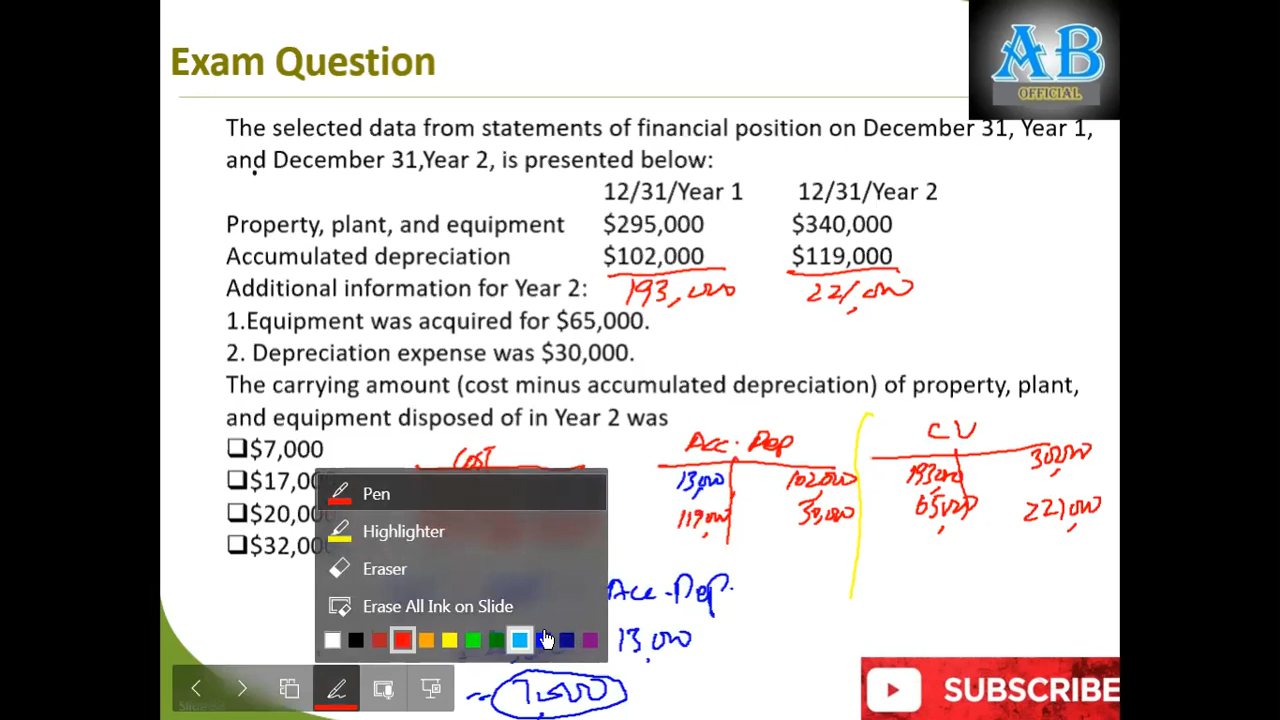 Exam Question
AB
OFFICIAL
The selected data from statements of financial position on December 31, Year 1,
and December 31,Year 2, is presented below:
12/31/Year 1 12/31/Year 2
Property, plant, and equipment $295,000 $340,000
Accumulated depreciation $102,000 $119,000
193,000 221,000
Additional information for Year 2:
1.Equipment was acquired for $65,000.
2. Depreciation expense was $30,000.
The carrying amount (cost minus accumulated depreciation) of property, plant,
and equipment disposed of in Year 2 was
$7,000
$17,00
$20,00
$32,000
COST
Acc. Dep
13,000 102,000
119,000 30,000
CV
193,000 30,000
65,000 221,000
Pen
Highlighter
Eraser
Erase All Ink on Slide
Acc. Dep.
13,000
7,000
SUBSCRIBE